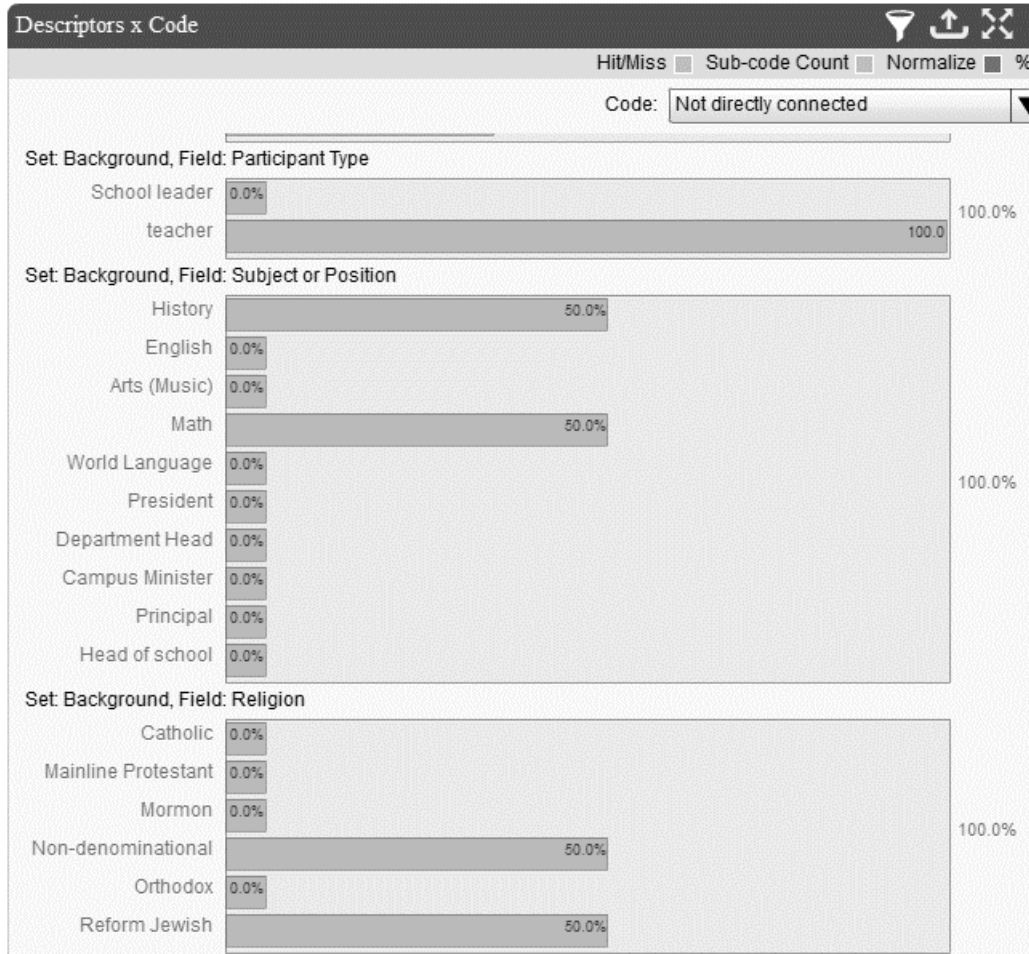 Descriptors x Code
Hit/Miss Sub-code Count Normalize %
Code: Not directly connected
Set: Background, Field: Participant Type
School leader 0.0%
100.0%
teacher 100.0
Set: Background, Field: Subject or Position
History 50.0%
English 0.0%
Arts (Music) 0.0%
Math 50.0%
World Language 0.0%
100.0%
President 0.0%
Department Head 0.0%
Campus Minister 0.0%
Principal 0.0%
Head of school 0.0%
Set: Background, Field: Religion
Catholic 0.0%
Mainline Protestant 0.0%
Mormon 0.0%
100.0%
Non-denominational 50.0%
Orthodox 0.0%
Reform Jewish 50.0%